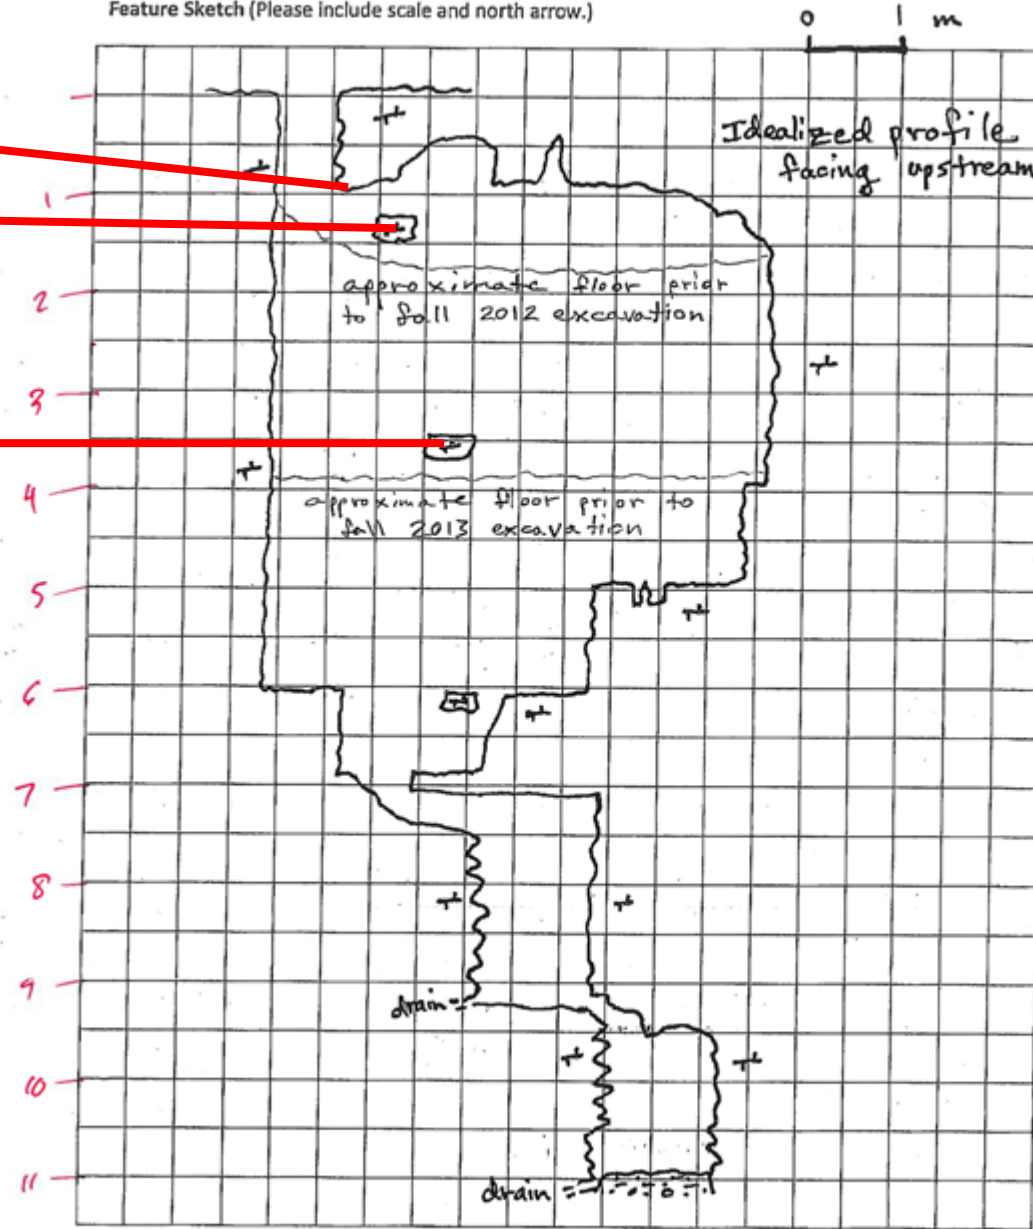 Feature Sketch (Please include scale and north arrow.)
0 1 m
Idealized profile
facing upstream
1
approximate floor prior
to fall 2012 excavation
2
3
4
approximate floor prior to
fall 2013 excavation
5
6
7
8
9
drain
10
11
drain